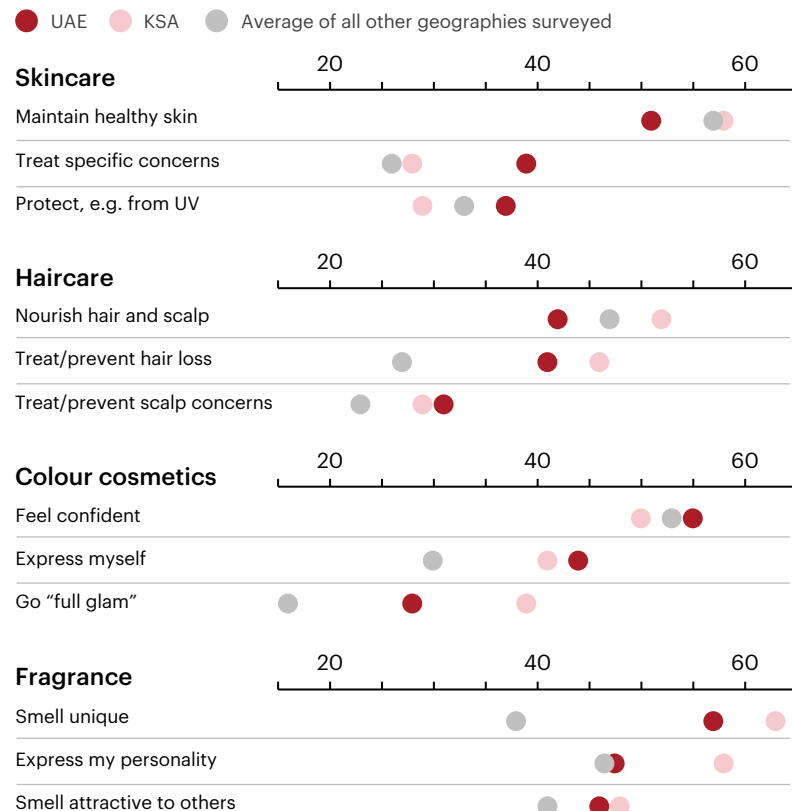 UAE KSA Average of all other geographies surveyed
20 40 60
Skincare
Maintain healthy skin
Treat specific concerns
Protect, e.g. from UV
20 40 60
Haircare
Nourish hair and scalp
Treat/prevent hair loss
Treat/prevent scalp concerns
20 40 60
Colour cosmetics
Feel confident
Express myself
Go “full glam”
20 40 60
Fragrance
Smell unique
Express my personality
Smell attractive to others